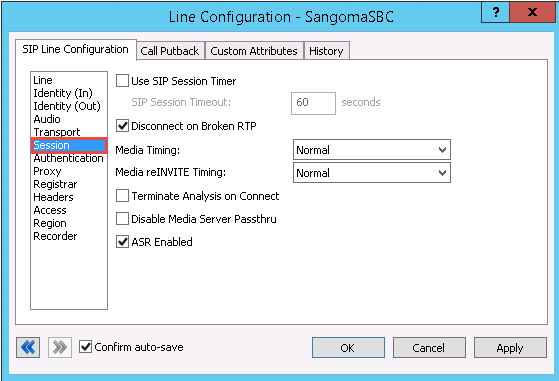 Line Configuration - SangomaSBC
? X
SIP Line Configuration Call Putback Custom Attributes History
Line
Identity (In)
Identity (Out)
Audio
Transport
Session
Authentication
Proxy
Registrar
Headers
Access
Region
Recorder
Use SIP Session Timer
SIP Session Timeout: 60 seconds
Disconnect on Broken RTP
Media Timing: Normal
Media reINVITE Timing: Normal
Terminate Analysis on Connect
Disable Media Server Passthru
ASR Enabled
Confirm auto-save OK Cancel Apply